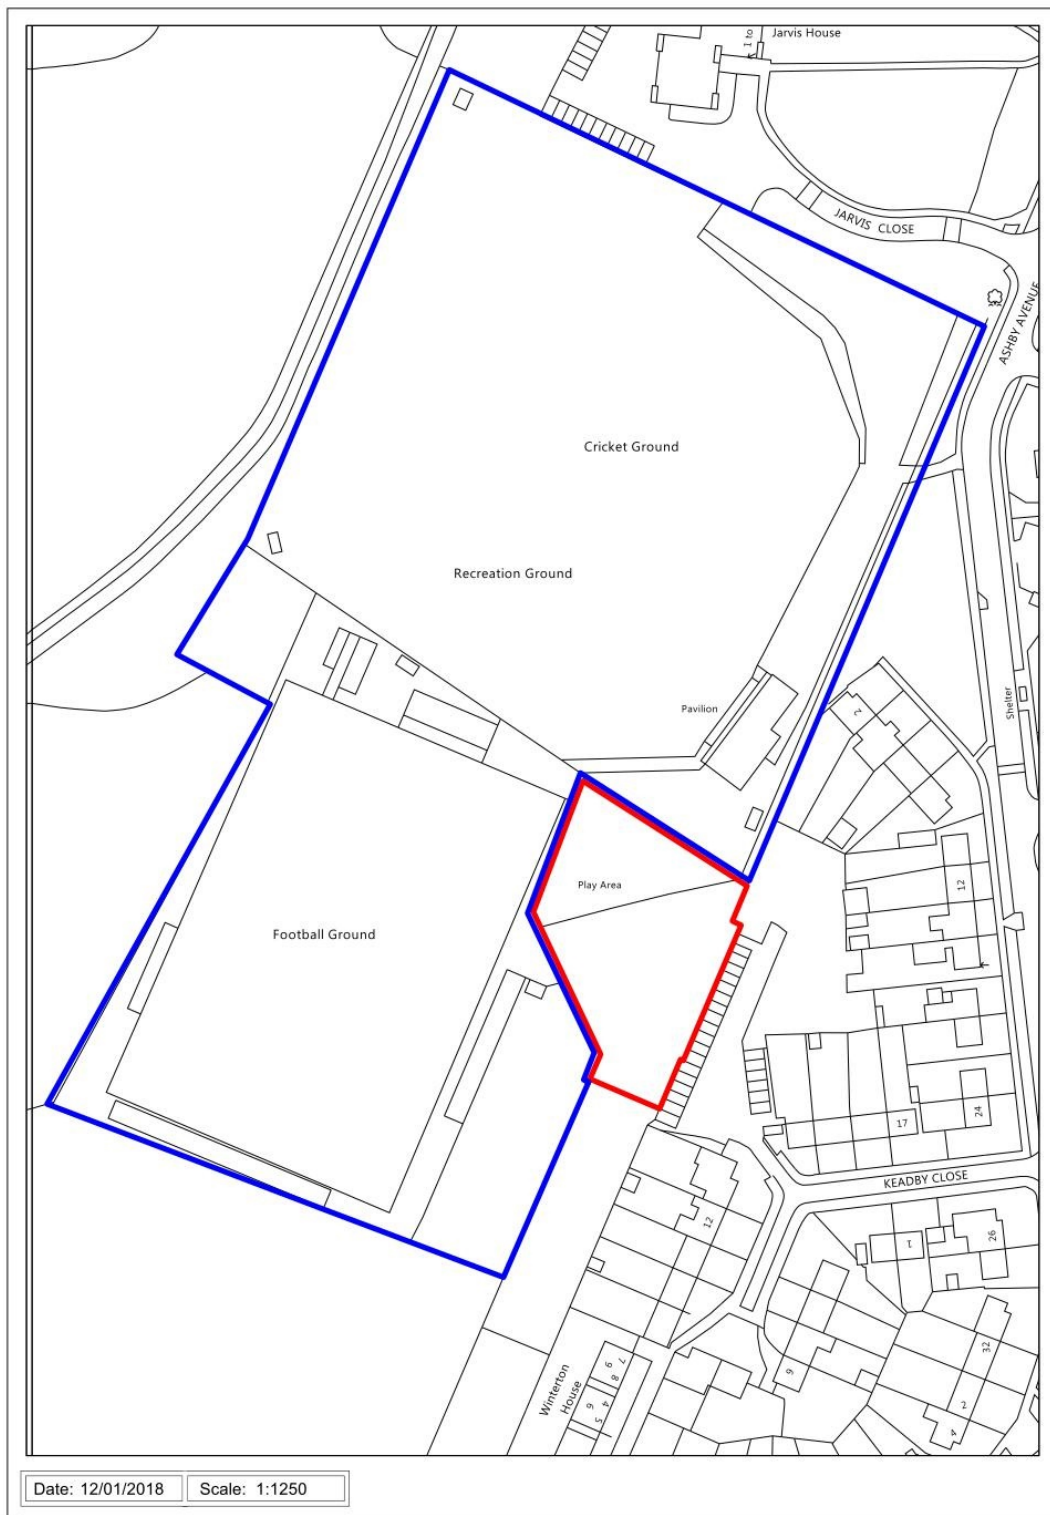 1 to
Jarvis House
JARVIS CLOSE
ASHBY AVENUE
Cricket Ground
Recreation Ground
Pavilion
2
Shelter
Play Area
12
Football Ground
17
24
KEADBY CLOSE
12
1
26
6
32
2
4
Winterton
House
7
9
8
4
6
5
Date: 12/01/2018
Scale: 1:1250